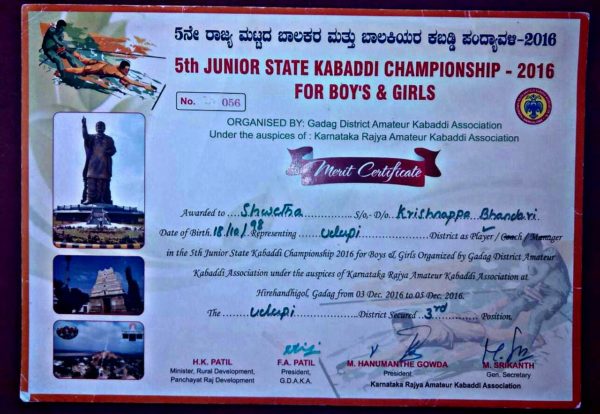 5ನೇ ರಾಜ್ಯ ಮಟ್ಟದ ಬಾಲಕರ ಮತ್ತು ಬಾಲಕಿಯರ ಕಬಡ್ಡಿ ಪಂದ್ಯಾವಳಿ-2016
5th JUNIOR STATE KABADDI CHAMPIONSHIP - 2016
FOR BOY'S & GIRLS
No. 056
ORGANISED BY: Gadag District Amateur Kabaddi Association
Under the auspices of : Karnataka Rajya Amateur Kabaddi Association
Merit Certificate
Awarded to ....Shwetha.................. S/o,- D/o.. Krishnappa Bhandari.
Date of Birth. 18/10/98 Representing ......udupi..................District as Player / Coach / Manager
in the 5th Junior State Kabaddi Championship 2016 for Boys & Girls Organized by Gadag District Amateur
Kabaddi Association under the auspices of Karnataka Rajya Amateur Kabaddi Association at
Hirehandhigol, Gadag from 03 Dec. 2016 to 05 Dec. 2016.
The .......udupi..................District Secured ..3rd..........Position.
H.K. PATIL
Minister, Rural Development,
Panchayat Raj Development
F.A. PATIL
President,
G.D.A.K.A.
M. HANUMANTHE GOWDA
President.
M. SRIKANTH
Gen. Secretary
Karnataka Rajya Amateur Kabaddi Association